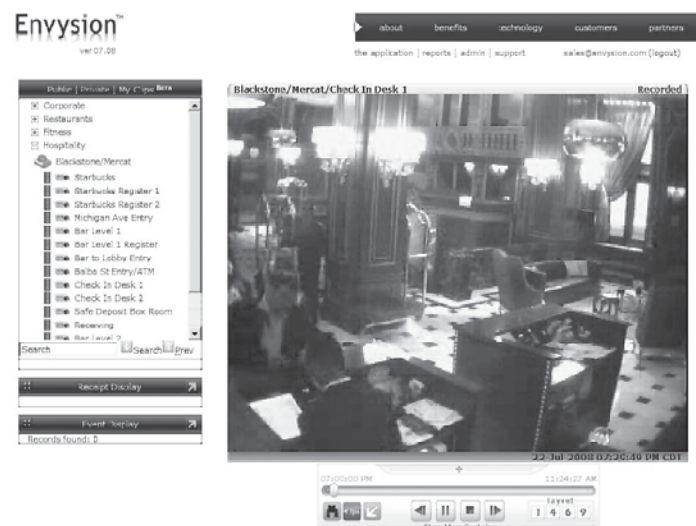 Envysion™
ver 07.08
about benefits technology customers partners
the application | reports | admin | support
sales@envysion.com (logout)
Public | Private | My Clips Beta
Corporate
Restaurants
Fitness
Hospitality
Blackstone/Mercat
Starbucks
Starbucks Register 1
Starbucks Register 2
Michigan Ave Entry
Bar Level 1
Bar Level 1 Register
Bar to Lobby Entry
Balbo St Entry/ATM
Check In Desk 1
Check In Desk 2
Safe Deposit Box Room
Receiving
Bar Level 2
Search Search Prev
Receipt Display
Event Display
Records found: 0
Blackstone/Mercat/Check In Desk 1 Recorded
22-Jul-2008 07:29:49 PM CDT
07:00:00 PM 11:24:27 AM
layout
1 4 6 9